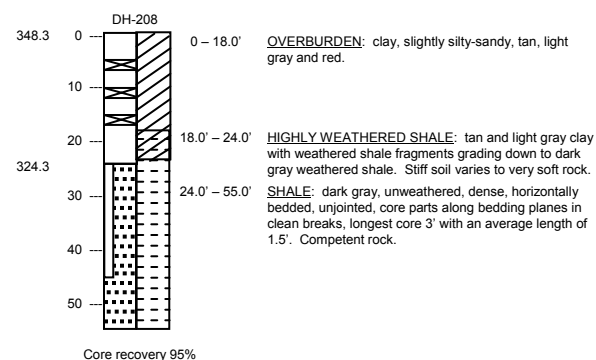 DH-208
348.3 0 --- 0 – 18.0’ OVERBURDEN: clay, slightly silty-sandy, tan, light
gray and red.
10 ---
20 --- 18.0’ – 24.0’ HIGHLY WEATHERED SHALE: tan and light gray clay
with weathered shale fragments grading down to dark
gray weathered shale. Stiff soil varies to very soft rock.
324.3
30 --- 24.0’ – 55.0’ SHALE: dark gray, unweathered, dense, horizontally
bedded, unjointed, core parts along bedding planes in
clean breaks, longest core 3’ with an average length of
1.5’. Competent rock.
40 ---
50 ---
Core recovery 95%